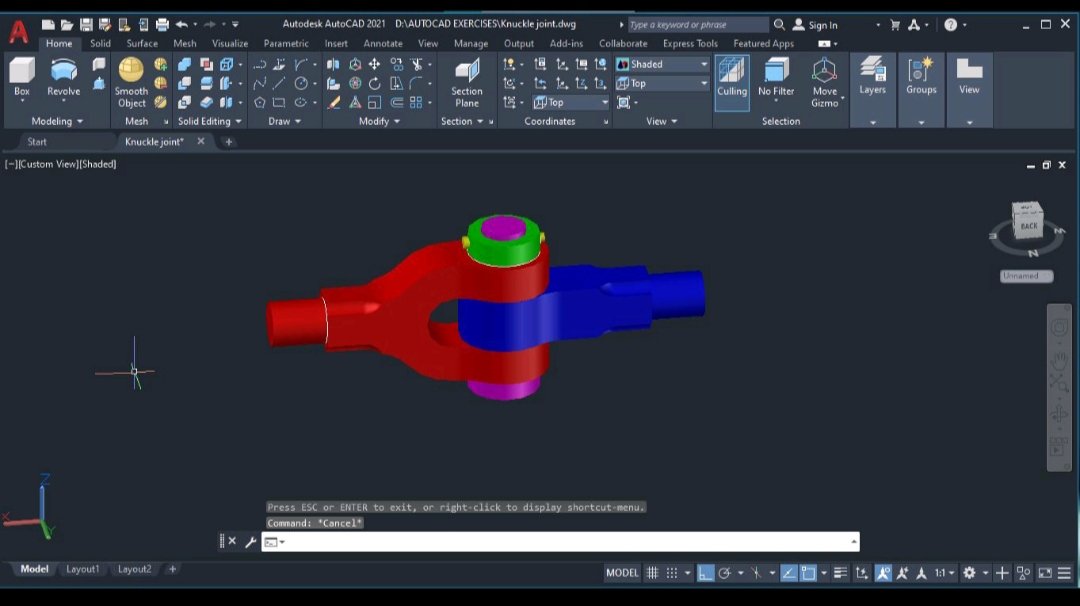 Autodesk AutoCAD 2021 D:\AUTOCAD EXERCISES\Knuckle joint.dwg
Type a keyword or phrase
Sign In
Home Solid Surface Mesh Visualize Parametric Insert Annotate View Manage Output Add-ins Collaborate Express Tools Featured Apps
Box Revolve
Smooth Object
Section Plane
Top
Shaded
Top
Culling No Filter
Move Gizmo
Layers Groups View
Modeling Mesh Solid Editing Draw Modify Section Coordinates View Selection
Start Knuckle joint* +
[−][Custom View][Shaded]
BACK
N
Unnamed
Z
X
Y
Press ESC or ENTER to exit, or right-click to display shortcut-menu.
Command: *Cancel*
Model Layout1 Layout2 +
MODEL
1:1